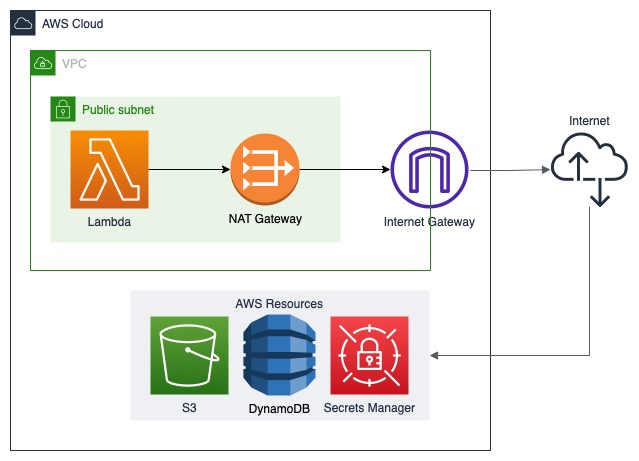 AWS Cloud
VPC
Public subnet
Lambda
NAT Gateway
Internet Gateway
Internet
AWS Resources
S3
DynamoDB
Secrets Manager